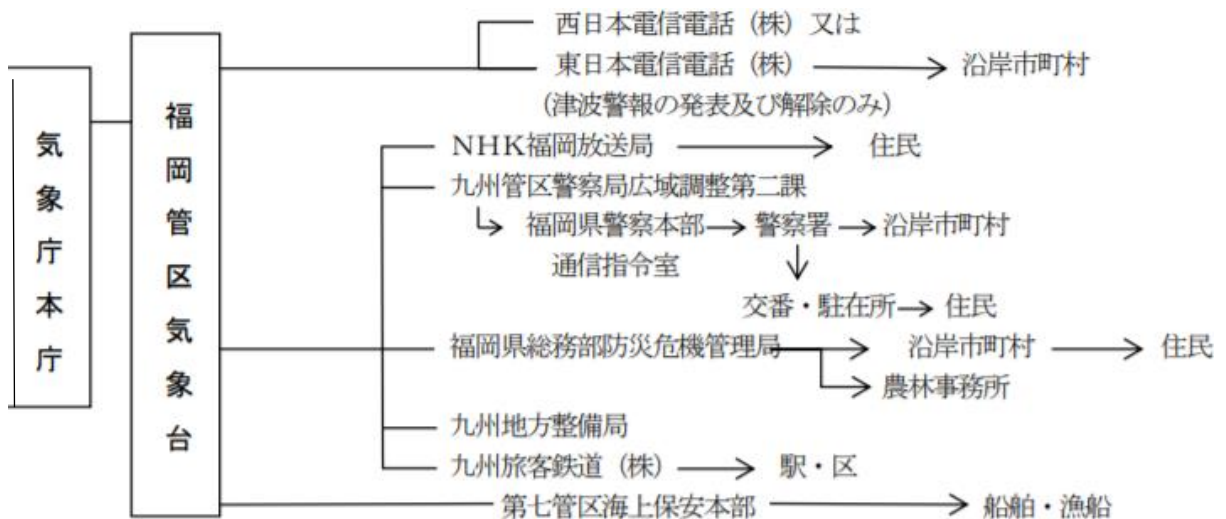 気象庁本庁
福岡管区気象台
西日本電信電話（株）又は
東日本電信電話（株） 沿岸市町村
（津波警報の発表及び解除のみ）
ＮＨＫ福岡放送局 住民
九州管区警察局広域調整第二課
福岡県警察本部 警察署 沿岸市町村
通信指令室
交番・駐在所 住民
福岡県総務部防災危機管理局 沿岸市町村 住民
農林事務所
九州地方整備局
九州旅客鉄道（株） 駅・区
第七管区海上保安本部 船舶・漁船